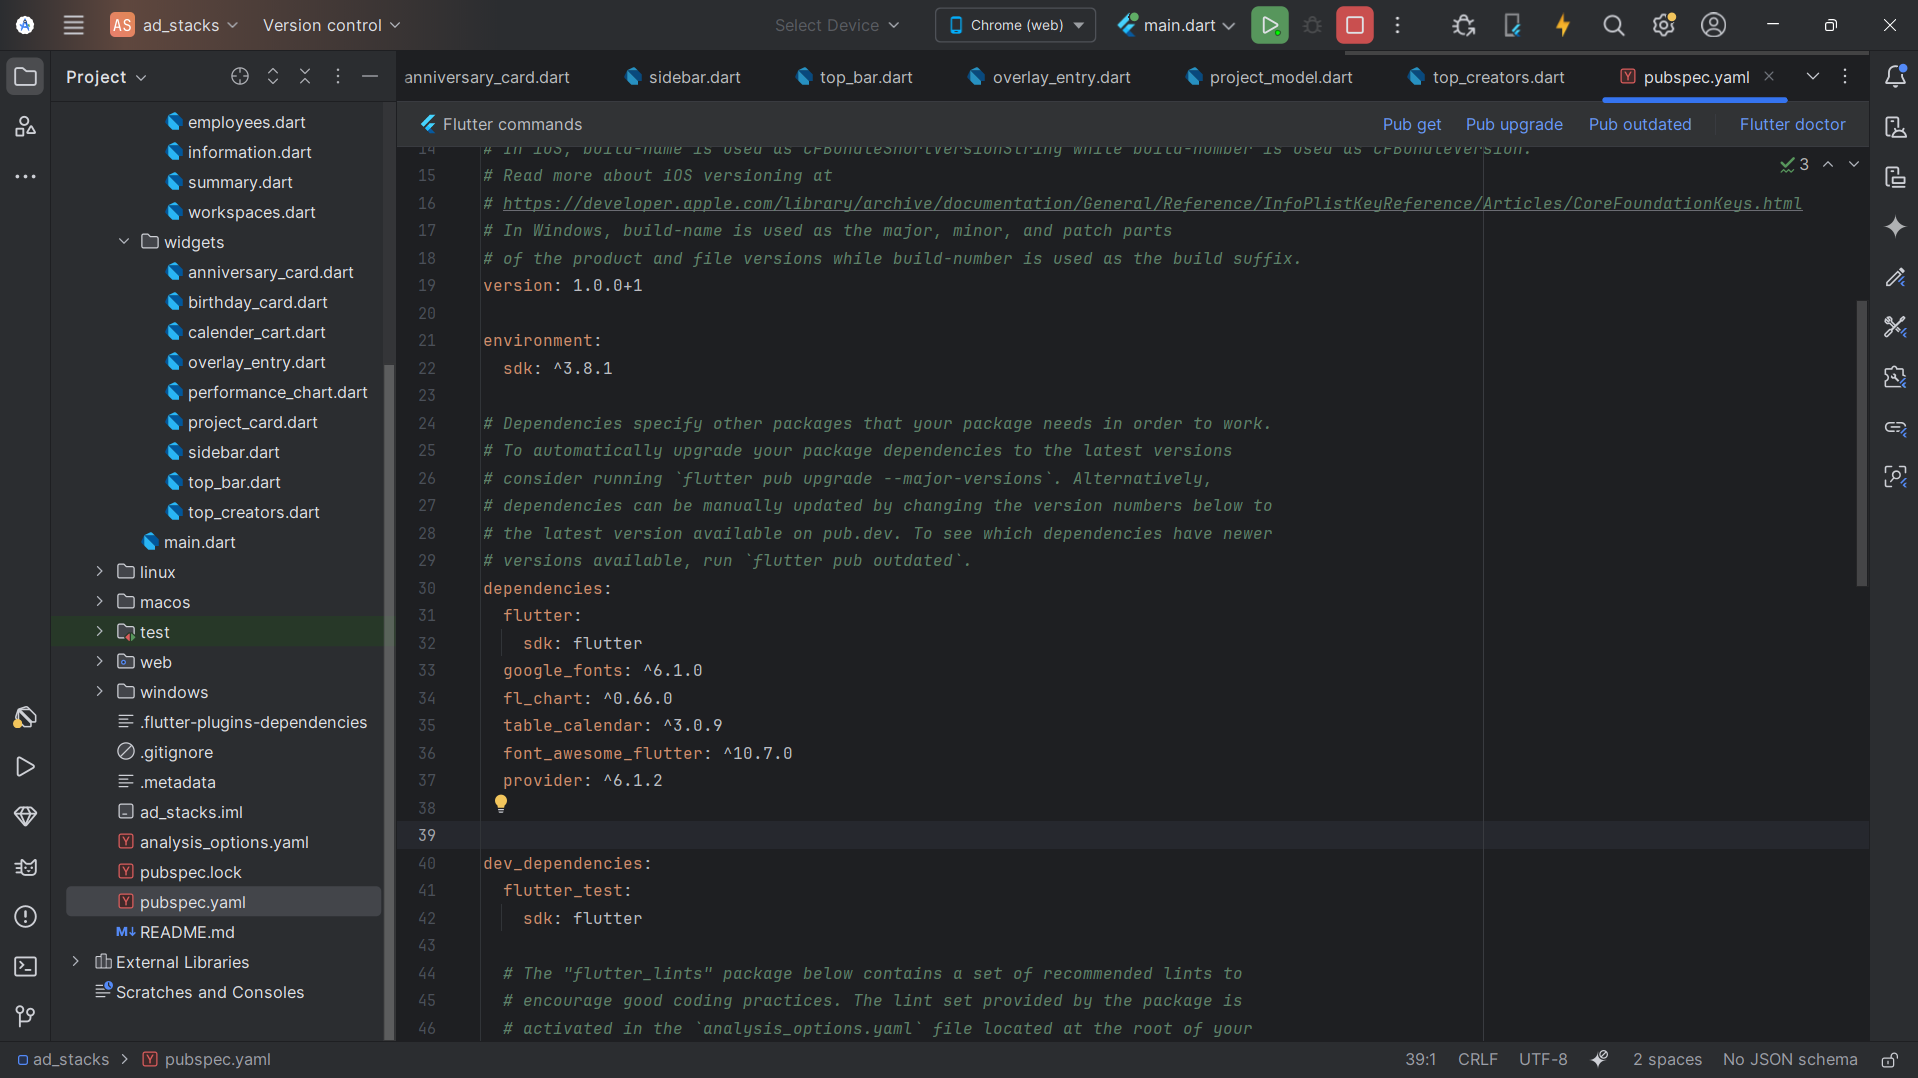 AS ad_stacks Version control Select Device Chrome (web) main.dart
Project
employees.dart
information.dart
summary.dart
workspaces.dart
widgets
anniversary_card.dart
birthday_card.dart
calender_cart.dart
overlay_entry.dart
performance_chart.dart
project_card.dart
sidebar.dart
top_bar.dart
top_creators.dart
main.dart
linux
macos
test
web
windows
.flutter-plugins-dependencies
.gitignore
.metadata
ad_stacks.iml
analysis_options.yaml
pubspec.lock
pubspec.yaml
README.md
External Libraries
Scratches and Consoles
anniversary_card.dart sidebar.dart top_bar.dart overlay_entry.dart project_model.dart top_creators.dart pubspec.yaml
Flutter commands Pub get Pub upgrade Pub outdated Flutter doctor
3
14 # In iOS, build-name is used as CFBundleShortVersionString while build-number is used as CFBundleVersion.
15 # Read more about iOS versioning at
16 # https://developer.apple.com/library/archive/documentation/General/Reference/InfoPlistKeyReference/Articles/CoreFoundationKeys.html
17 # In Windows, build-name is used as the major, minor, and patch parts
18 # of the product and file versions while build-number is used as the build suffix.
19 version: 1.0.0+1
20
21 environment:
22 sdk: ^3.8.1
23
24 # Dependencies specify other packages that your package needs in order to work.
25 # To automatically upgrade your package dependencies to the latest versions
26 # consider running `flutter pub upgrade --major-versions`. Alternatively,
27 # dependencies can be manually updated by changing the version numbers below to
28 # the latest version available on pub.dev. To see which dependencies have newer
29 # versions available, run `flutter pub outdated`.
30 dependencies:
31 flutter:
32 sdk: flutter
33 google_fonts: ^6.1.0
34 fl_chart: ^0.66.0
35 table_calendar: ^3.0.9
36 font_awesome_flutter: ^10.7.0
37 provider: ^6.1.2
38
39
40 dev_dependencies:
41 flutter_test:
42 sdk: flutter
43
44 # The "flutter_lints" package below contains a set of recommended lints to
45 # encourage good coding practices. The lint set provided by the package is
46 # activated in the `analysis_options.yaml` file located at the root of your
ad_stacks > pubspec.yaml 39:1 CRLF UTF-8 2 spaces No JSON schema